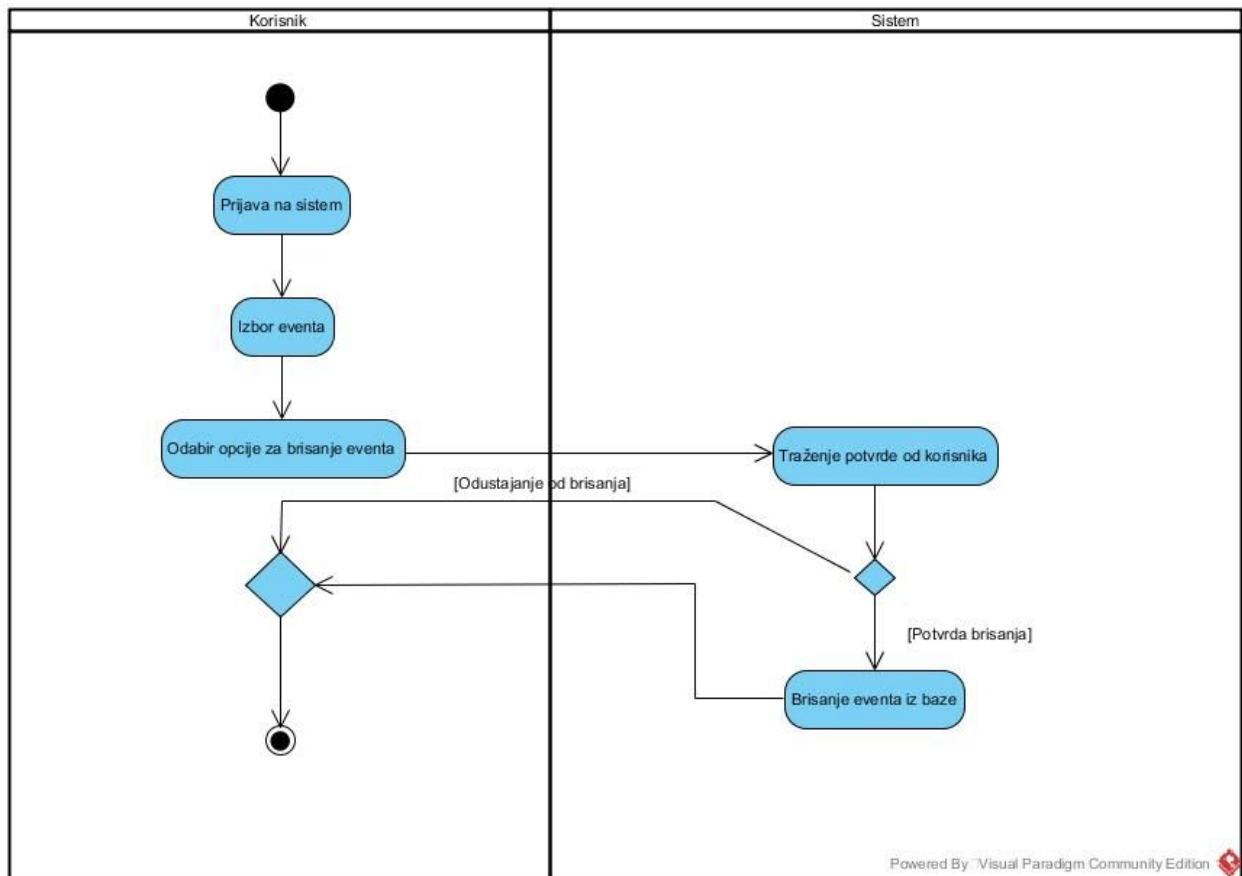 Korisnik
Sistem
Prijava na sistem
Izbor eventa
Odabir opcije za brisanje eventa
Traženje potvrde od korisnika
[Odustajanje od brisanja]
[Potvrda brisanja]
Brisanje eventa iz baze
Powered By Visual Paradigm Community Edition